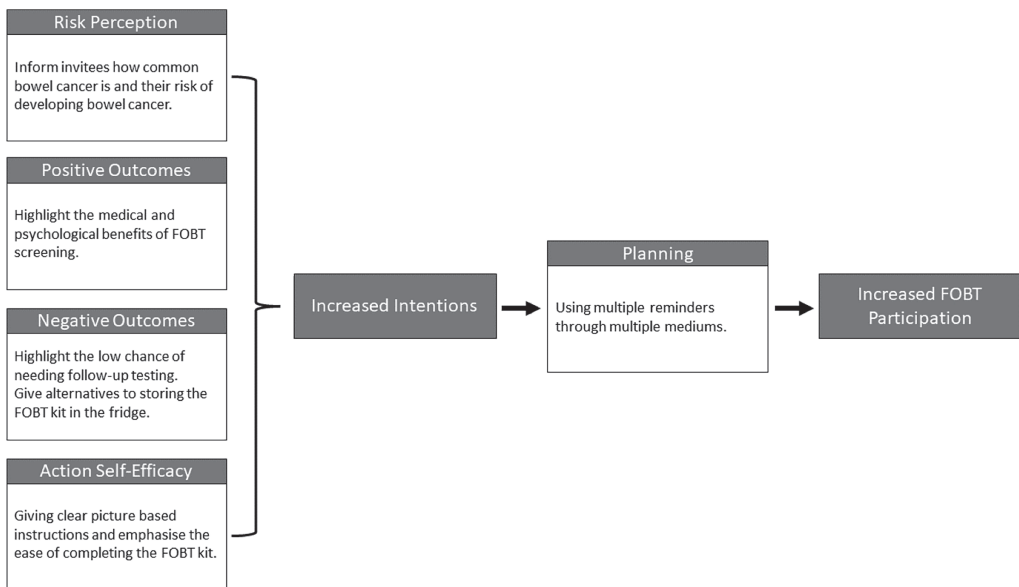 Risk Perception
Inform invitees how common
bowel cancer is and their risk of
developing bowel cancer.
Positive Outcomes
Highlight the medical and
psychological benefits of FOBT
screening.
Negative Outcomes
Highlight the low chance of
needing follow-up testing.
Give alternatives to storing the
FOBT kit in the fridge.
Action Self-Efficacy
Giving clear picture based
instructions and emphasise the
ease of completing the FOBT kit.
Increased Intentions
Planning
Using multiple reminders
through multiple mediums.
Increased FOBT
Participation